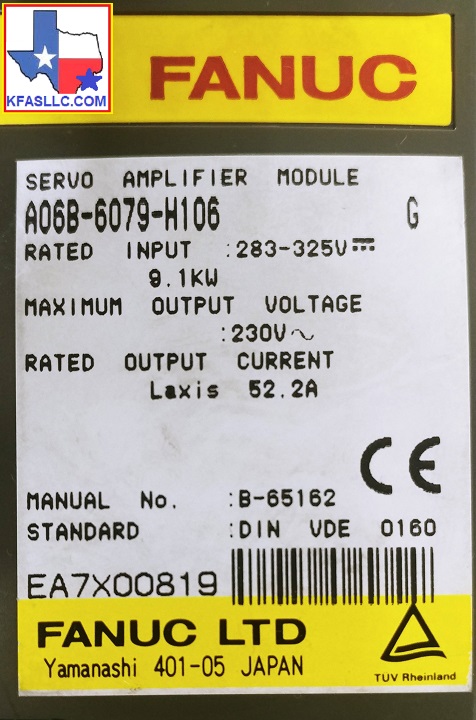 KFASLLC.COM
FANUC
SERVO AMPLIFIER MODULE
A06B-6079-H106 G
RATED INPUT :283-325V⎓
9.1KW
MAXIMUM OUTPUT VOLTAGE
:230V~
RATED OUTPUT CURRENT
Laxis 52.2A
CE
MANUAL No. :B-65162
STANDARD :DIN VDE 0160
EA7X00819
FANUC LTD
Yamanashi 401-05 JAPAN
TÜV Rheinland